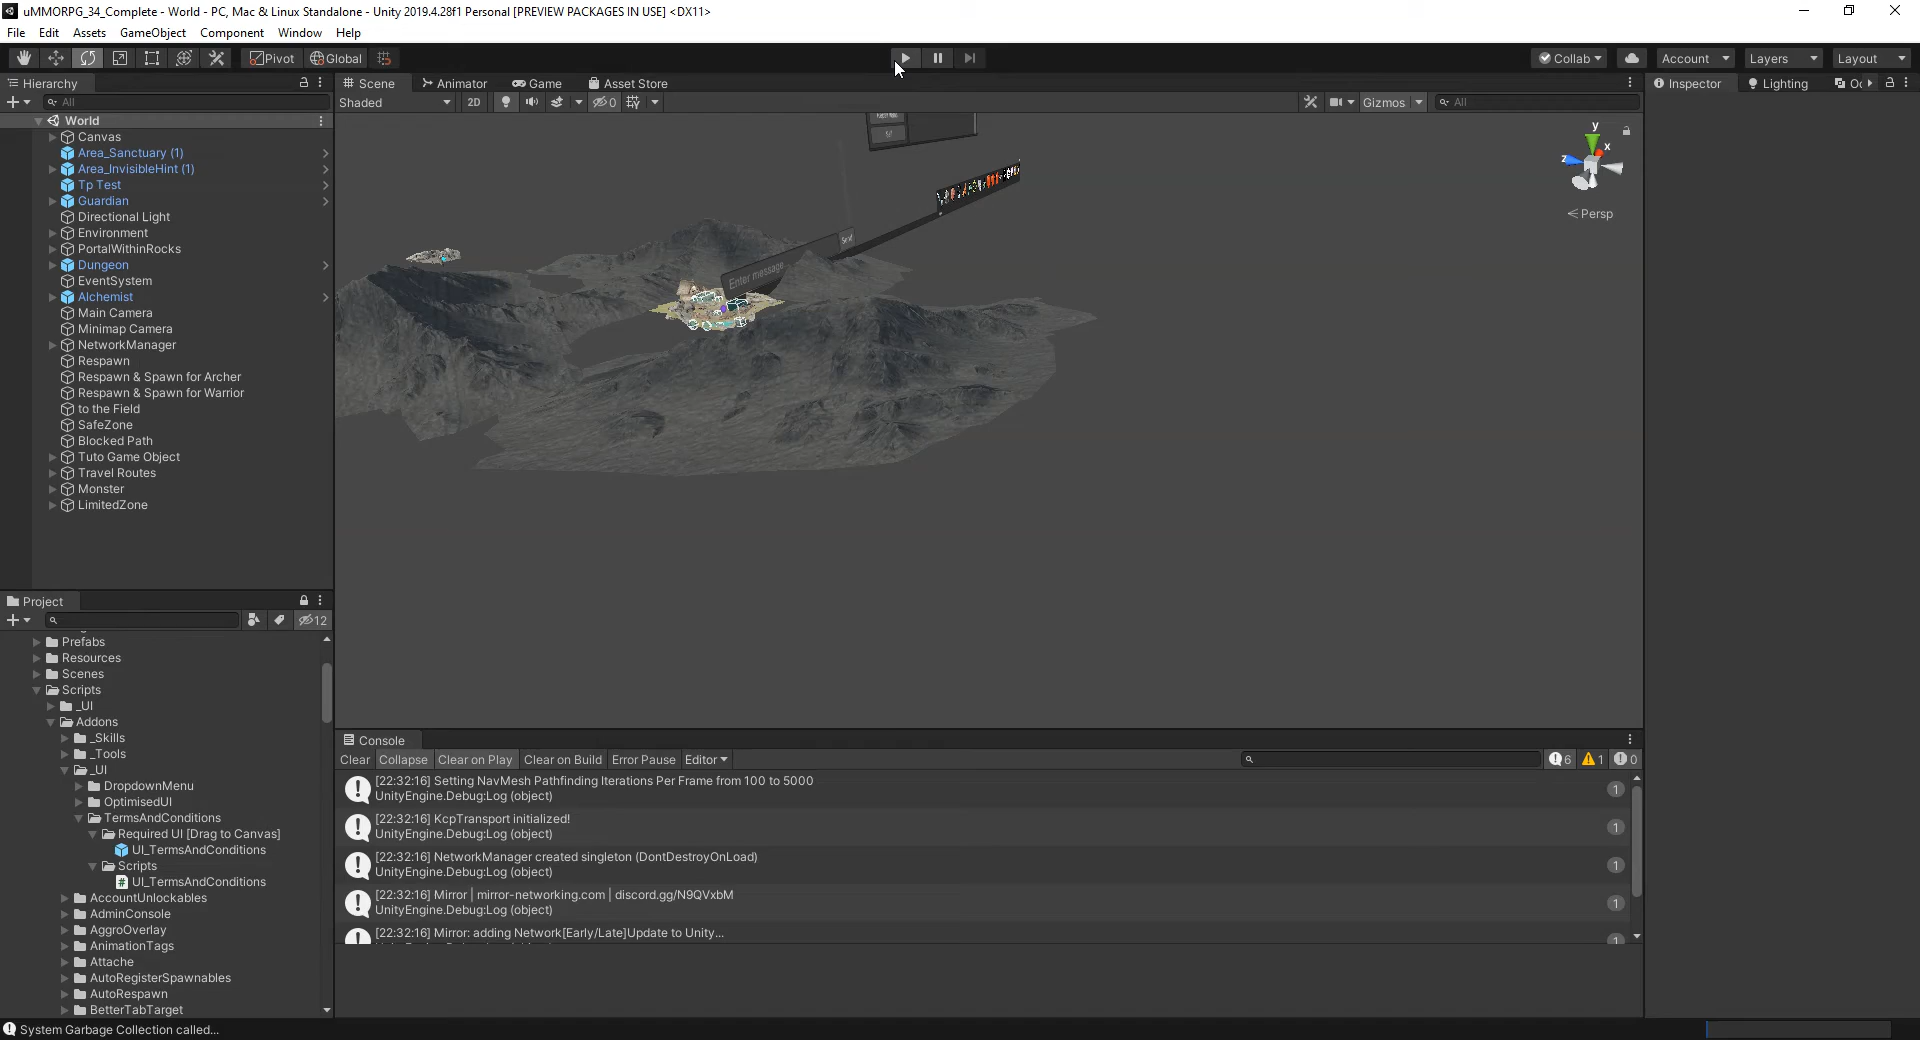 uMMORPG_34_Complete - World - PC, Mac & Linux Standalone - Unity 2019.4.28f1 Personal [PREVIEW PACKAGES IN USE] <DX11>
File Edit Assets GameObject Component Window Help
Pivot Global Collab Account Layers Layout
Hierarchy
Scene Animator Game Asset Store
Inspector Lighting Oc
All
Shaded 2D 0 Gizmos All
World
Canvas
Area_Sanctuary (1)
Area_InvisibleHint (1)
Tp Test
Guardian
Directional Light
Environment
PortalWithinRocks
Dungeon
EventSystem
Alchemist
Main Camera
Minimap Camera
NetworkManager
Respawn
Respawn & Spawn for Archer
Respawn & Spawn for Warrior
to the Field
SafeZone
Blocked Path
Tuto Game Object
Travel Routes
Monster
LimitedZone
y
x
z
Persp
Send
Enter message
Project
12
Prefabs
Resources
Scenes
Scripts
_UI
Addons
_Skills
_Tools
_UI
DropdownMenu
OptimisedUI
TermsAndConditions
Required UI [Drag to Canvas]
UI_TermsAndConditions
Scripts
UI_TermsAndConditions
AccountUnlockables
AdminConsole
AggroOverlay
AnimationTags
Attache
AutoRegisterSpawnables
AutoRespawn
BetterTabTarget
Console
Clear Collapse Clear on Play Clear on Build Error Pause Editor 6 1 0
[22:32:16] Setting NavMesh Pathfinding Iterations Per Frame from 100 to 5000
UnityEngine.Debug:Log (object)
1
[22:32:16] KcpTransport initialized!
UnityEngine.Debug:Log (object)
1
[22:32:16] NetworkManager created singleton (DontDestroyOnLoad)
UnityEngine.Debug:Log (object)
1
[22:32:16] Mirror | mirror-networking.com | discord.gg/N9QVxbM
UnityEngine.Debug:Log (object)
1
[22:32:16] Mirror: adding Network[Early/Late]Update to Unity...
1
System Garbage Collection called...